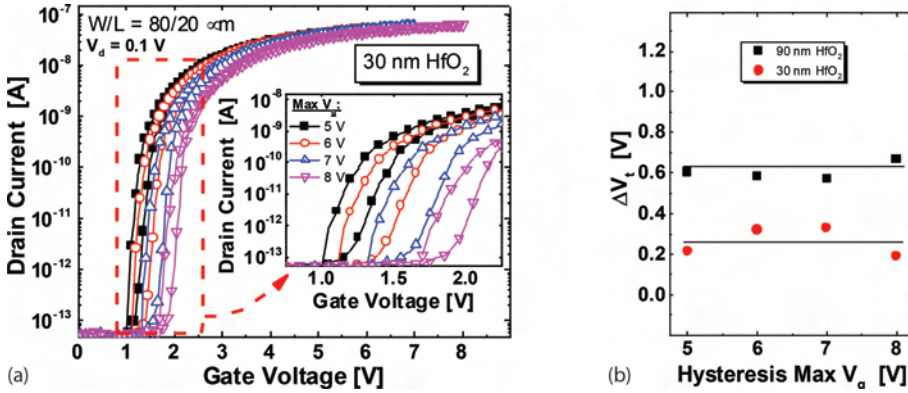 W/L = 80/20 ∝m
V_d = 0.1 V
30 nm HfO₂
Drain Current [A]
10⁻⁷
10⁻⁸
10⁻⁹
10⁻¹⁰
10⁻¹¹
10⁻¹²
10⁻¹³
0 1 2 3 4 5 6 7 8
Gate Voltage [V]
(a)
Max V_g :
5 V
6 V
7 V
8 V
Drain Current [A]
10⁻⁸
10⁻⁹
10⁻¹⁰
10⁻¹¹
10⁻¹²
10⁻¹³
1.0 1.5 2.0
Gate Voltage [V]
90 nm HfO₂
30 nm HfO₂
ΔV_t [V]
1.2
1.0
0.8
0.6
0.4
0.2
0.0
5 6 7 8
Hysteresis Max V_g [V]
(b)